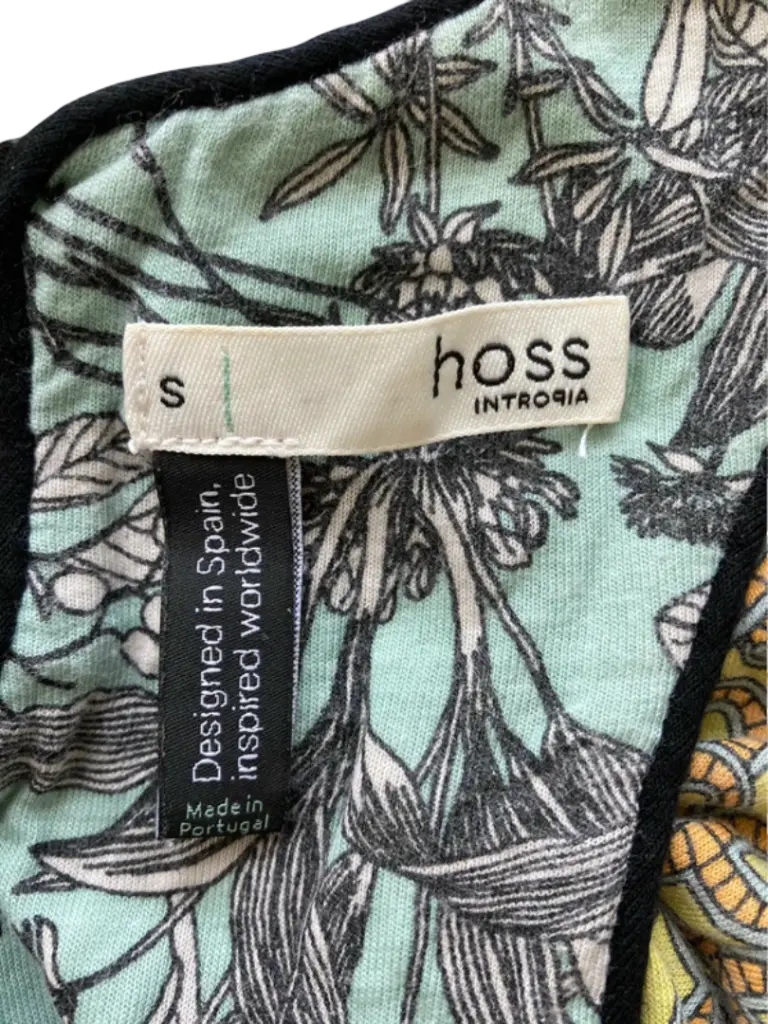 S
hoss
INTROPIA
Designed in Spain,
inspired worldwide
Made in
Portugal